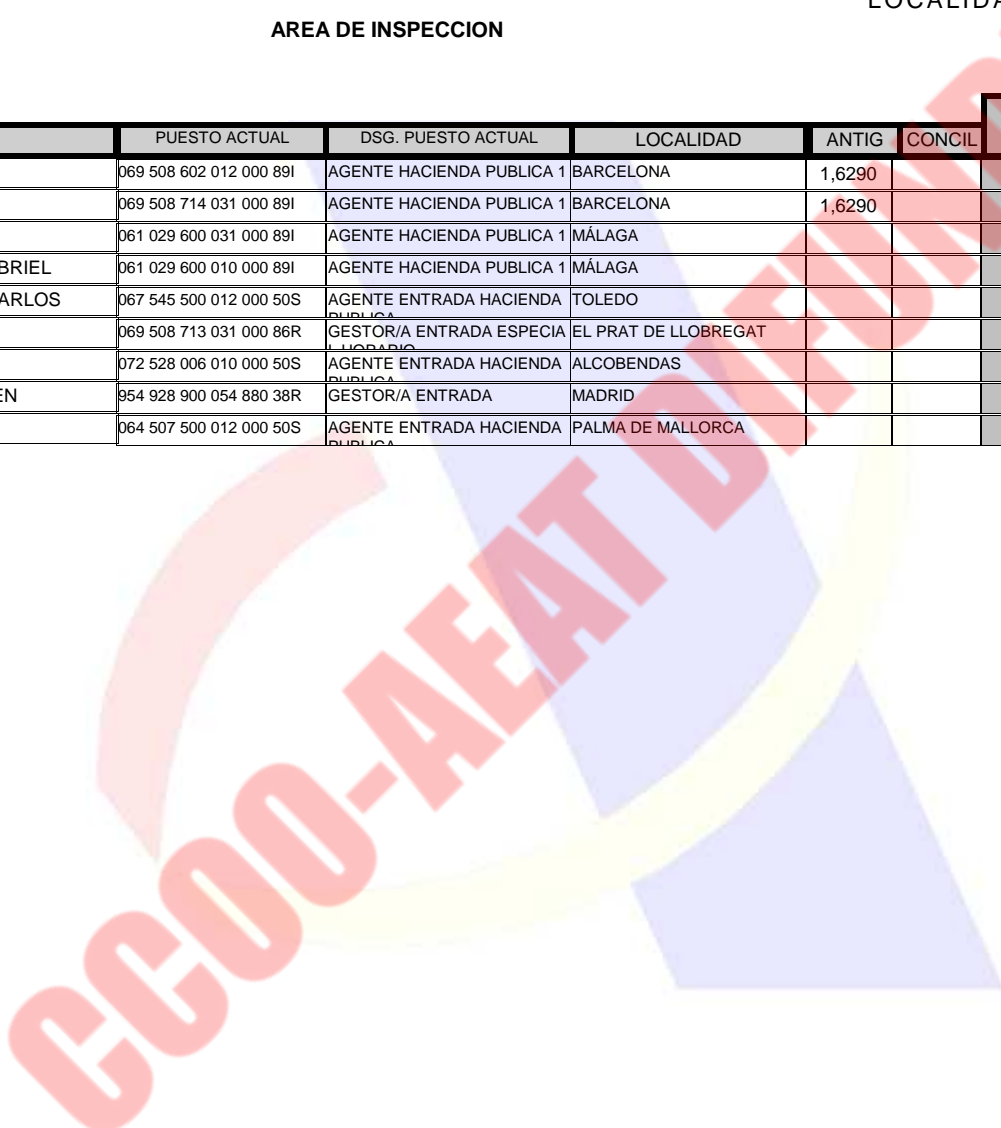 AREA DE INSPECCION
PUESTO ACTUAL DSG. PUESTO ACTUAL LOCALIDAD ANTIG CONCIL
069 508 602 012 000 89I AGENTE HACIENDA PUBLICA 1 BARCELONA 1,6290
069 508 714 031 000 89I AGENTE HACIENDA PUBLICA 1 BARCELONA 1,6290
061 029 600 031 000 89I AGENTE HACIENDA PUBLICA 1 MÁLAGA
BRIEL 061 029 600 010 000 89I AGENTE HACIENDA PUBLICA 1 MÁLAGA
ARLOS 067 545 500 012 000 50S AGENTE ENTRADA HACIENDA TOLEDO
069 508 713 031 000 86R GESTOR/A ENTRADA ESPECIA EL PRAT DE LLOBREGAT
072 528 006 010 000 50S AGENTE ENTRADA HACIENDA ALCOBENDAS
EN 954 928 900 054 880 38R GESTOR/A ENTRADA MADRID
064 507 500 012 000 50S AGENTE ENTRADA HACIENDA PALMA DE MALLORCA
CCOO-AEAT DIFUN